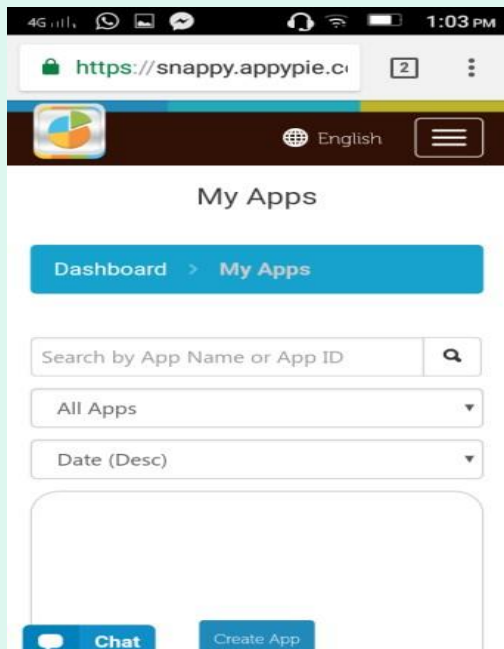 4G 1:03 PM
https://snappy.appypie.c
2
English
My Apps
Dashboard > My Apps
Search by App Name or App ID
All Apps
Date (Desc)
Chat
Create App